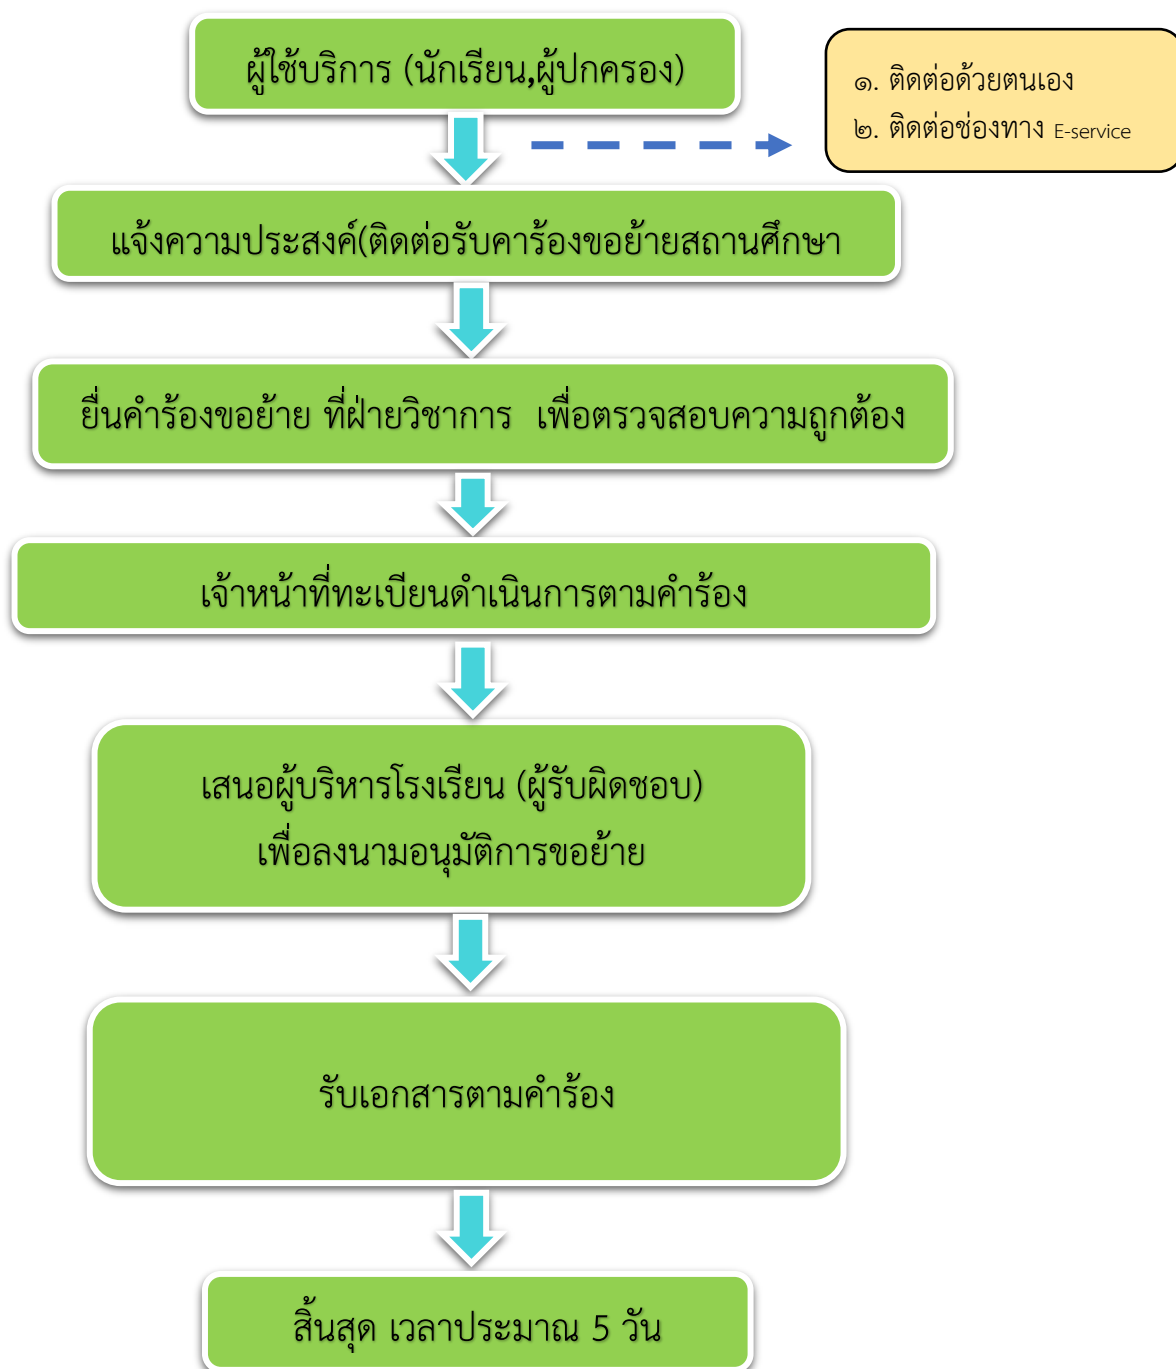 ผู้ใช้บริการ (นักเรียน,ผู้ปกครอง)
๑. ติดต่อด้วยตนเอง
๒. ติดต่อช่องทาง E-service
แจ้งความประสงค์(ติดต่อรับคาร้องขอย้ายสถานศึกษา
ยื่นคำร้องขอย้าย ที่ฝ่ายวิชาการ เพื่อตรวจสอบความถูกต้อง
เจ้าหน้าที่ทะเบียนดำเนินการตามคำร้อง
เสนอผู้บริหารโรงเรียน (ผู้รับผิดชอบ)
เพื่อลงนามอนุมัติการขอย้าย
รับเอกสารตามคำร้อง
สิ้นสุด เวลาประมาณ 5 วัน